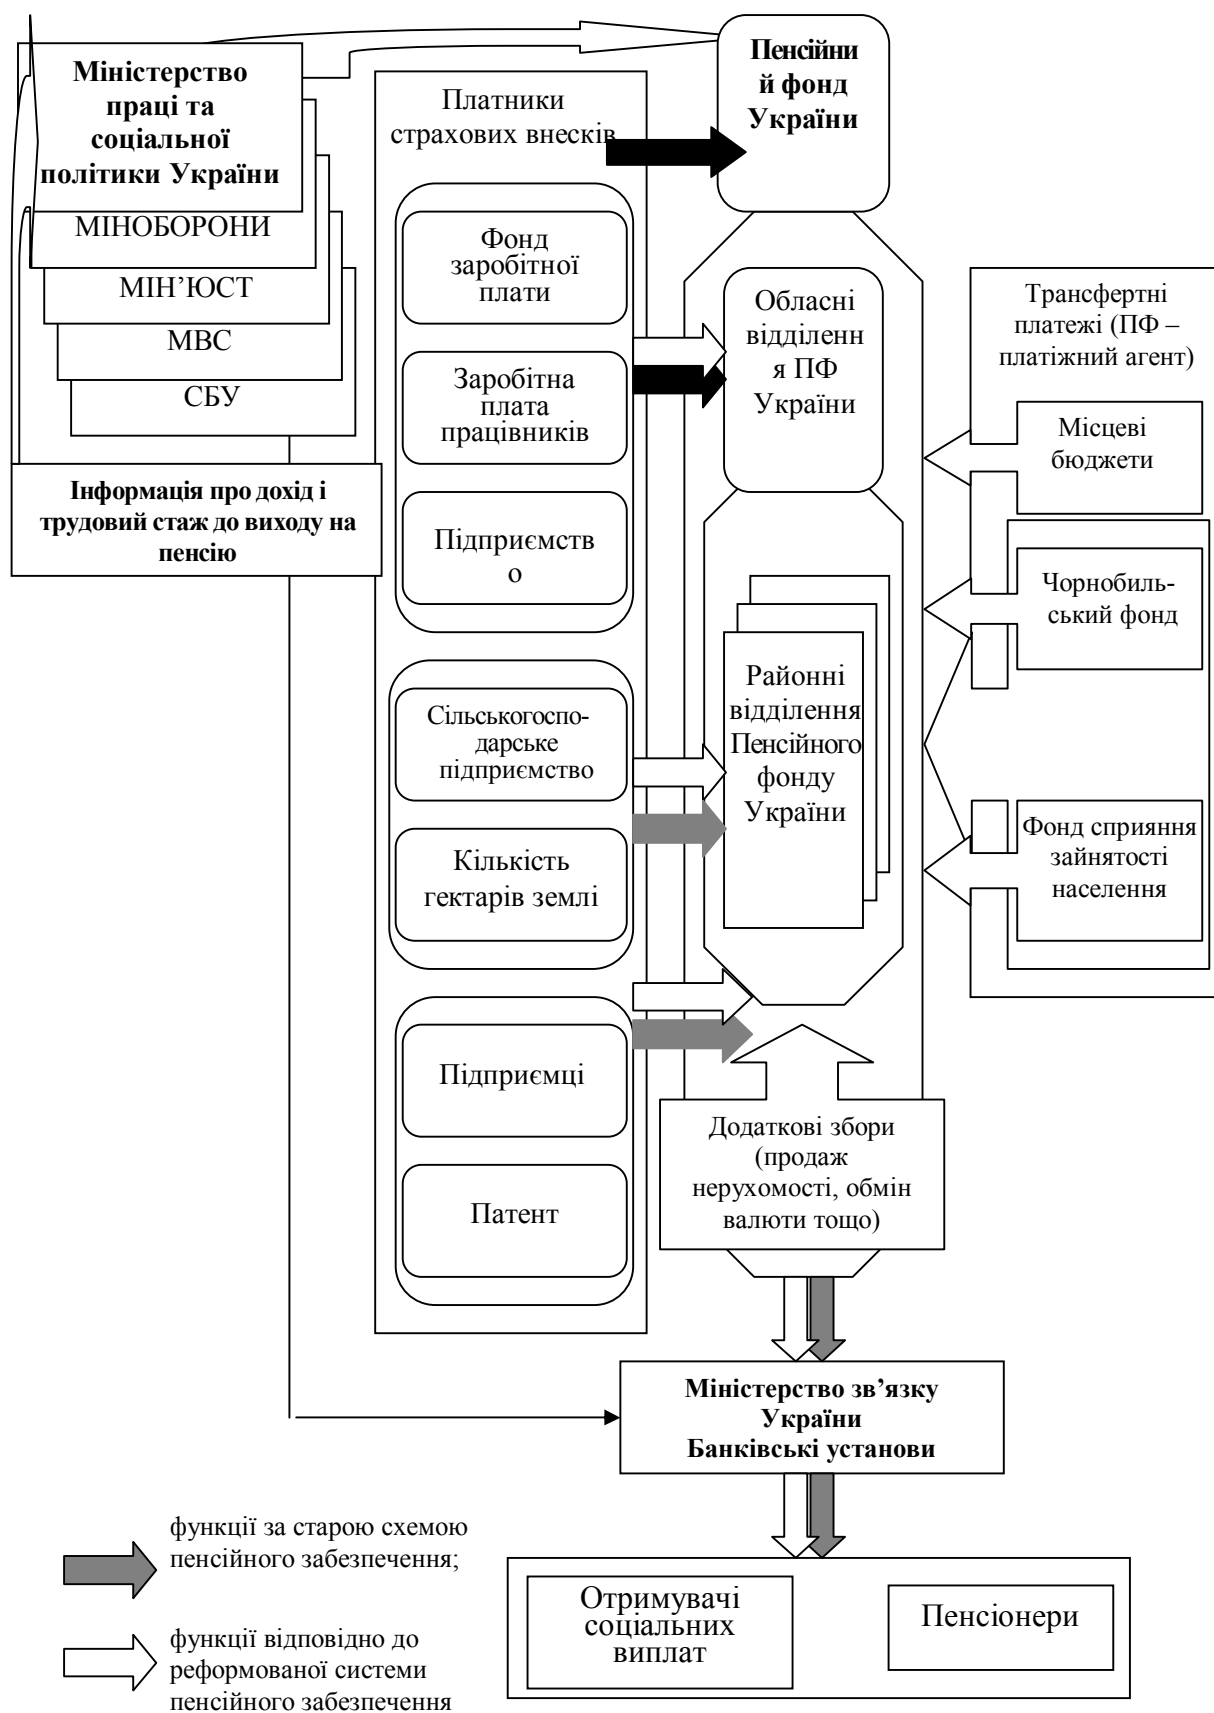 Міністерство
праці та
соціальної
політики України
МІНОБОРОНИ
МІН’ЮСТ
МВС
СБУ
Інформація про дохід і
трудовий стаж до виходу на
пенсію
Платники
страхових внесків
Фонд
заробітної
плати
Заробітна
плата
працівників
Підприємств
о
Сільськогоспо-
дарське
підприємство
Кількість
гектарів землі
Підприємці
Патент
Пенсійни
й фонд
України
Обласні
відділенн
я ПФ
України
Районні
відділення
Пенсійного
фонду
України
Додаткові збори
(продаж
нерухомості, обмін
валюти тощо)
Трансфертні
платежі (ПФ –
платіжний агент)
Місцеві
бюджети
Чорнобиль-
ський фонд
Фонд сприяння
зайнятості
населення
Міністерство зв’язку
України
Банківські установи
Отримувачі
соціальних
виплат
Пенсіонери
функції за старою схемою
пенсійного забезпечення;
функції відповідно до
реформованої системи
пенсійного забезпечення